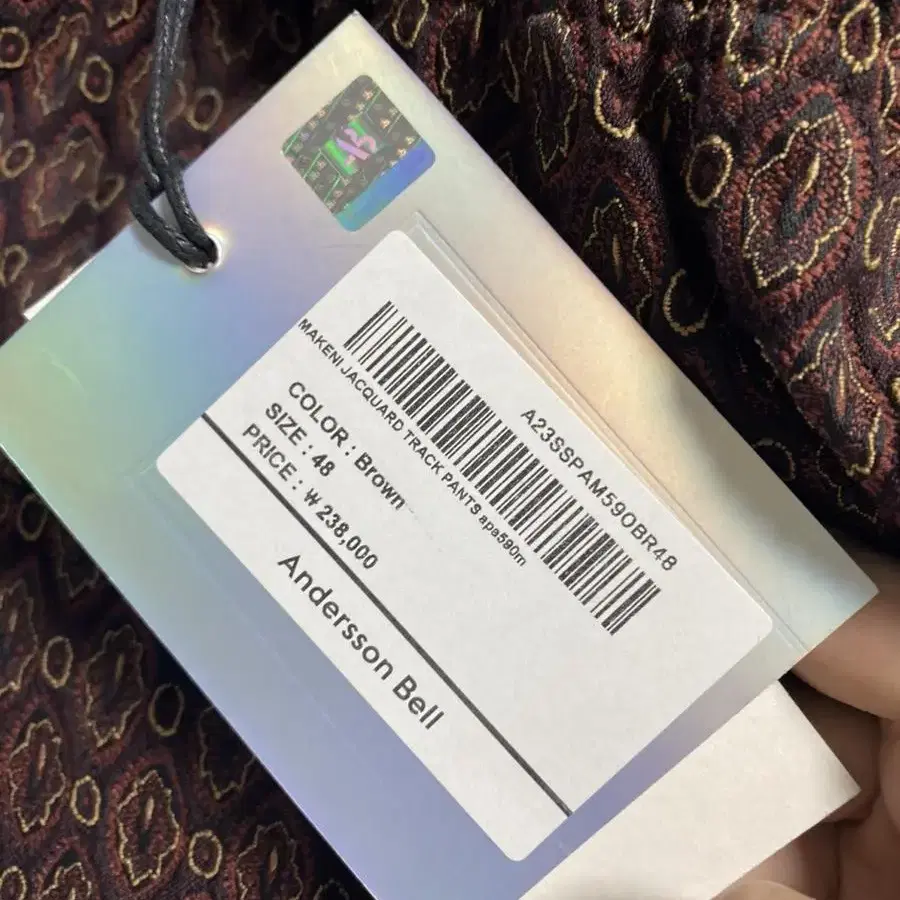 A23SSPAM590BR48
MAKENI JACQUARD TRACK PANTS apa590m
COLOR : Brown
SIZE : 48
PRICE : ₩ 238,000
Andersson Bell